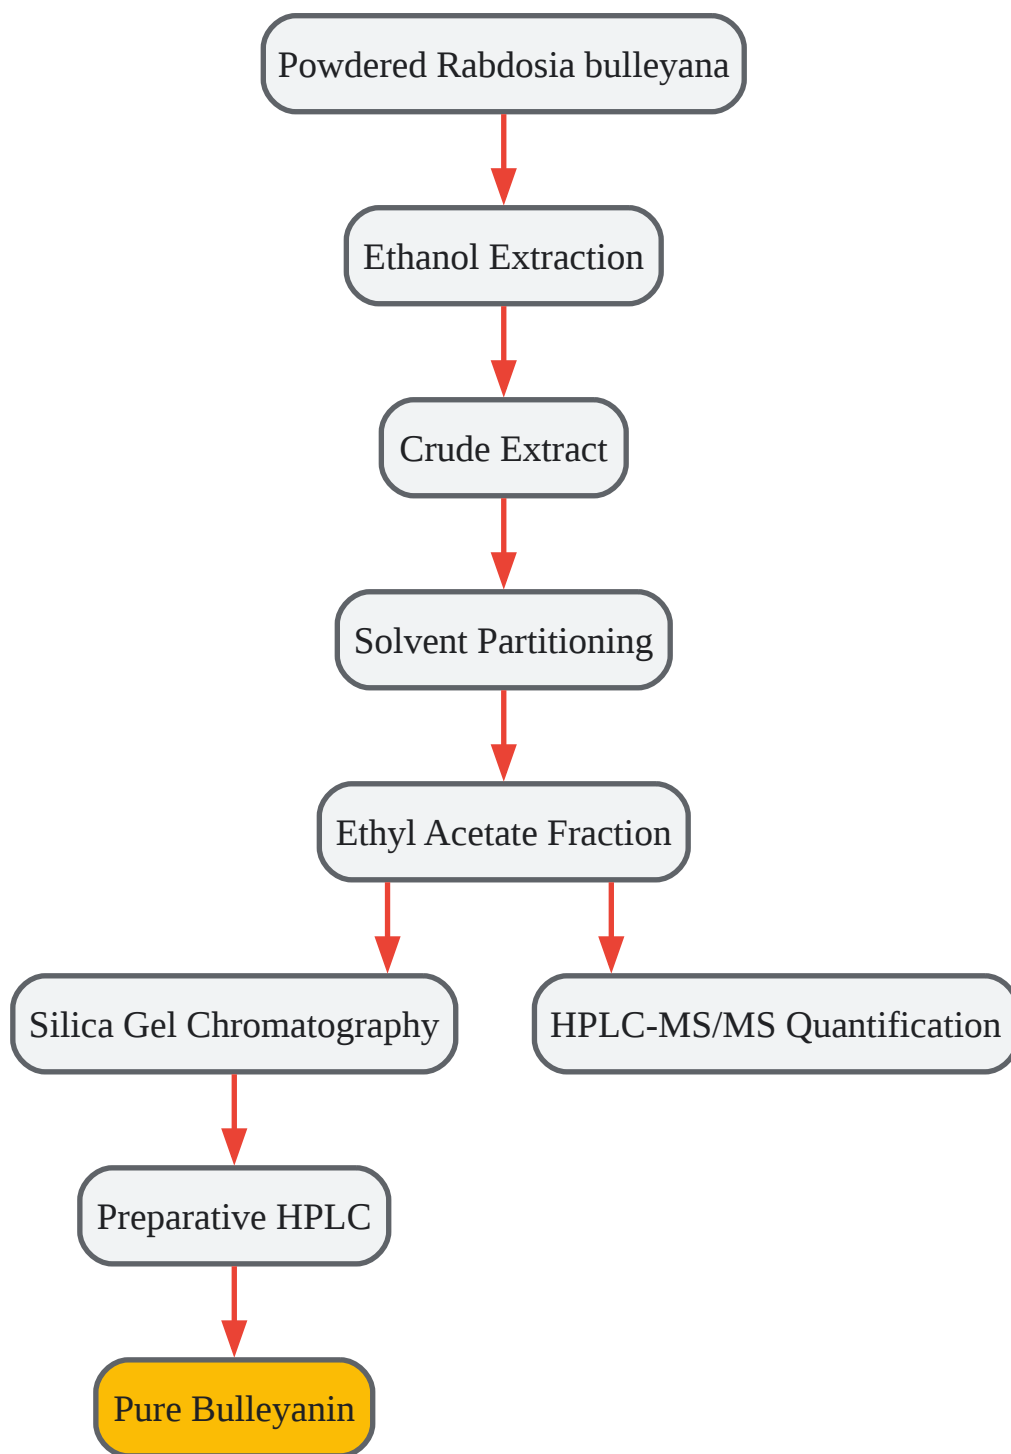 Powdered Rabdosia bulleyana
Ethanol Extraction
Crude Extract
Solvent Partitioning
Ethyl Acetate Fraction
Silica Gel Chromatography
HPLC-MS/MS Quantification
Preparative HPLC
Pure Bulleyanin